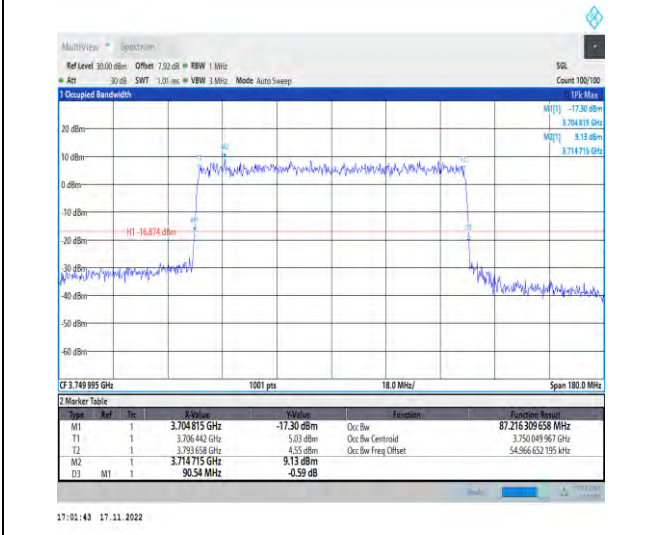 MultiView Spectrum
Ref Level 30.00 dBm Offset 7.92 dB RBW 1 MHz SGL
Att 30 dB SWT 1.01 ms VBW 3 MHz Mode Auto Sweep Count 100/100
1 Occupied Bandwidth 1Pk Max
M1[1] -17.30 dBm
3.704 815 GHz
20 dBm
M2[1] 9.13 dBm
3.714 715 GHz
M2
10 dBm
T1
0 dBm
-10 dBm
M1
H1 -16.874 dBm
D3
-20 dBm
-30 dBm
-40 dBm
-50 dBm
-60 dBm
CF 3.749 995 GHz 1001 pts 18.0 MHz/ Span 180.0 MHz
2 Marker Table
Type Ref Trc X-Value Y-Value Function Function Result
M1 1 3.704 815 GHz -17.30 dBm Occ Bw 87.216 309 658 MHz
T1 1 3.706 442 GHz 5.03 dBm Occ Bw Centroid 3.750 049 967 GHz
T2 1 3.793 658 GHz 4.55 dBm Occ Bw Freq Offset 54.966 652 195 kHz
M2 1 3.714 715 GHz 9.13 dBm
D3 M1 1 90.54 MHz -0.59 dB
17:01:43 17.11.2022